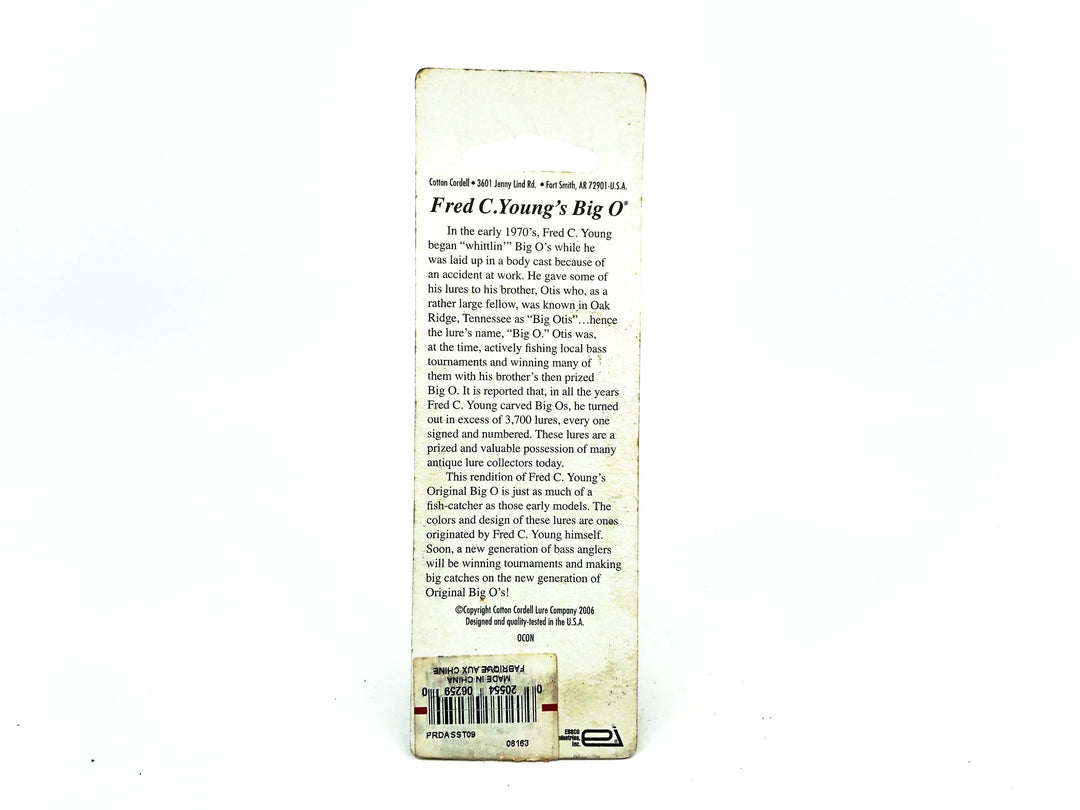 Cotton Cordell • 3601 Jenny Lind Rd. • Fort Smith, AR 72901-U.S.A.
Fred C.Young's Big O®
In the early 1970's, Fred C. Young
began "whittlin'" Big O's while he
was laid up in a body cast because of
an accident at work. He gave some of
his lures to his brother, Otis who, as a
rather large fellow, was known in Oak
Ridge, Tennessee as "Big Otis"…hence
the lure's name, "Big O." Otis was,
at the time, actively fishing local bass
tournaments and winning many of
them with his brother's then prized
Big O. It is reported that, in all the years
Fred C. Young carved Big Os, he turned
out in excess of 3,700 lures, every one
signed and numbered. These lures are a
prized and valuable possession of many
antique lure collectors today.
This rendition of Fred C. Young's
Original Big O is just as much of a
fish-catcher as those early models. The
colors and design of these lures are ones
originated by Fred C. Young himself.
Soon, a new generation of bass anglers
will be winning tournaments and making
big catches on the new generation of
Original Big O's!
©Copyright Cotton Cordell Lure Company 2006
Designed and quality-tested in the U.S.A.
OCON
FABRIQUE AUX CHINE
MADE IN CHINA
0 20554 06259 0
PRDASST09
08163
EBSCO
Industries,
Inc.
ei